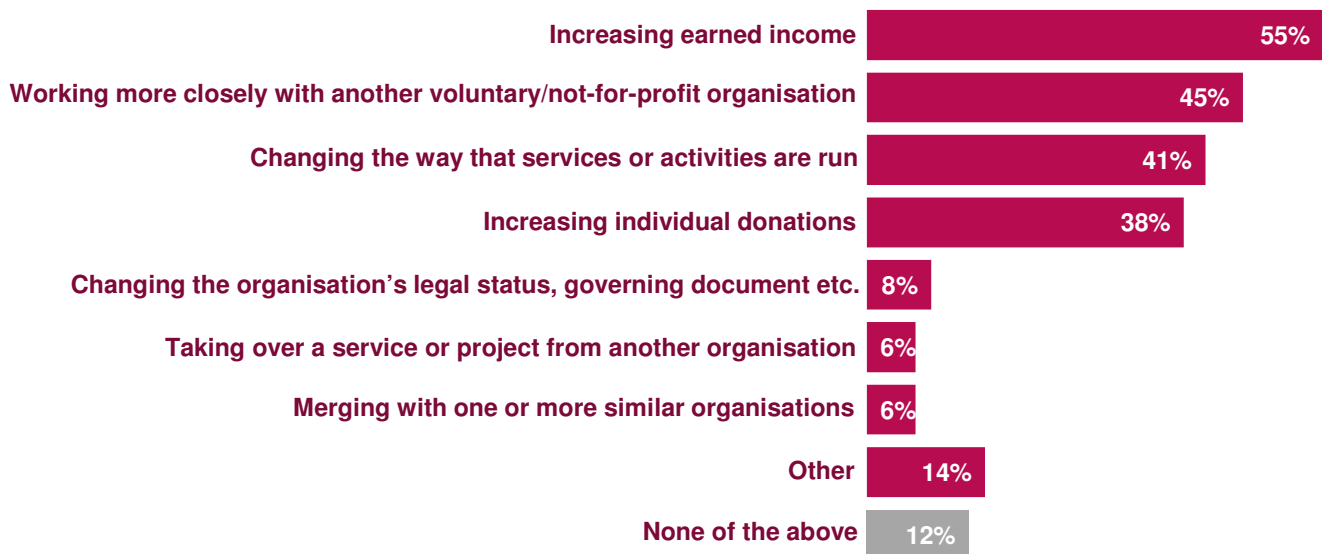 Increasing earned income 55%
Working more closely with another voluntary/not-for-profit organisation 45%
Changing the way that services or activities are run 41%
Increasing individual donations 38%
Changing the organisation’s legal status, governing document etc. 8%
Taking over a service or project from another organisation 6%
Merging with one or more similar organisations 6%
Other 14%
None of the above 12%